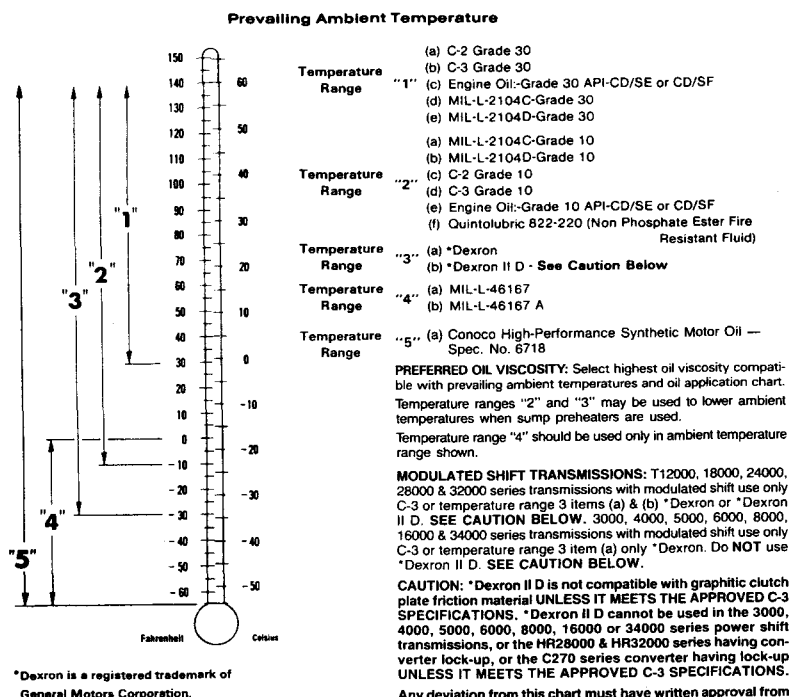 Prevailing Ambient Temperature
150
140
130
120
110
100
90
80
70
60
50
40
30
20
10
0
- 10
- 20
- 30
- 40
- 50
- 60
60
50
40
30
20
10
0
- 10
- 20
- 30
- 40
- 50
Fahrenheit
Celsius
"1"
"2"
"3"
"4"
"5"
Temperature Range "1"
(a) C-2 Grade 30
(b) C-3 Grade 30
(c) Engine Oil:-Grade 30 API-CD/SE or CD/SF
(d) MIL-L-2104C-Grade 30
(e) MIL-L-2104D-Grade 30
Temperature Range "2"
(a) MIL-L-2104C-Grade 10
(b) MIL-L-2104D-Grade 10
(c) C-2 Grade 10
(d) C-3 Grade 10
(e) Engine Oil:-Grade 10 API-CD/SE or CD/SF
(f) Quintolubric 822-220 (Non Phosphate Ester Fire
Resistant Fluid)
Temperature Range "3"
(a) *Dexron
(b) *Dexron II D - See Caution Below
Temperature Range "4"
(a) MIL-L-46167
(b) MIL-L-46167 A
Temperature Range "5"
(a) Conoco High-Performance Synthetic Motor Oil —
Spec. No. 6718
PREFERRED OIL VISCOSITY: Select highest oil viscosity compati-
ble with prevailing ambient temperatures and oil application chart.
Temperature ranges "2" and "3" may be used to lower ambient
temperatures when sump preheaters are used.
Temperature range "4" should be used only in ambient temperature
range shown.
MODULATED SHIFT TRANSMISSIONS: T12000, 18000, 24000,
28000 & 32000 series transmissions with modulated shift use only
C-3 or temperature range 3 items (a) & (b) *Dexron or *Dexron
II D. SEE CAUTION BELOW. 3000, 4000, 5000, 6000, 8000,
16000 & 34000 series transmissions with modulated shift use only
C-3 or temperature range 3 item (a) only *Dexron. Do NOT use
*Dexron II D. SEE CAUTION BELOW.
CAUTION: *Dexron II D is not compatible with graphitic clutch
plate friction material UNLESS IT MEETS THE APPROVED C-3
SPECIFICATIONS. *Dexron II D cannot be used in the 3000,
4000, 5000, 6000, 8000, 16000 or 34000 series power shift
transmissions, or the HR28000 & HR32000 series having con-
verter lock-up, or the C270 series converter having lock-up
UNLESS IT MEETS THE APPROVED C-3 SPECIFICATIONS.
Any deviation from this chart must have written approval from
*Dexron is a registered trademark of
General Motors Corporation.